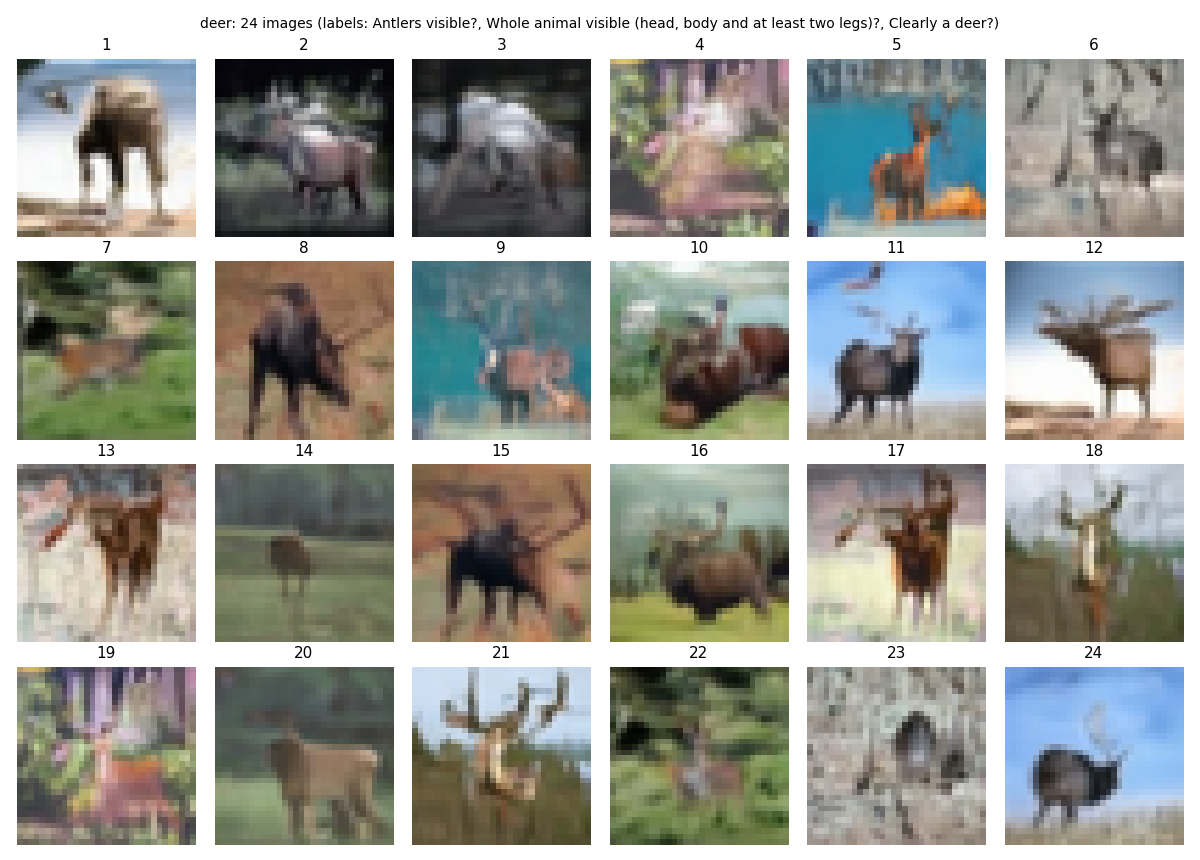 deer: 24 images (labels: Antlers visible?, Whole animal visible (head, body and at least two legs)?, Clearly a deer?)
1 2 3 4 5 6
7 8 9 10 11 12
13 14 15 16 17 18
19 20 21 22 23 24